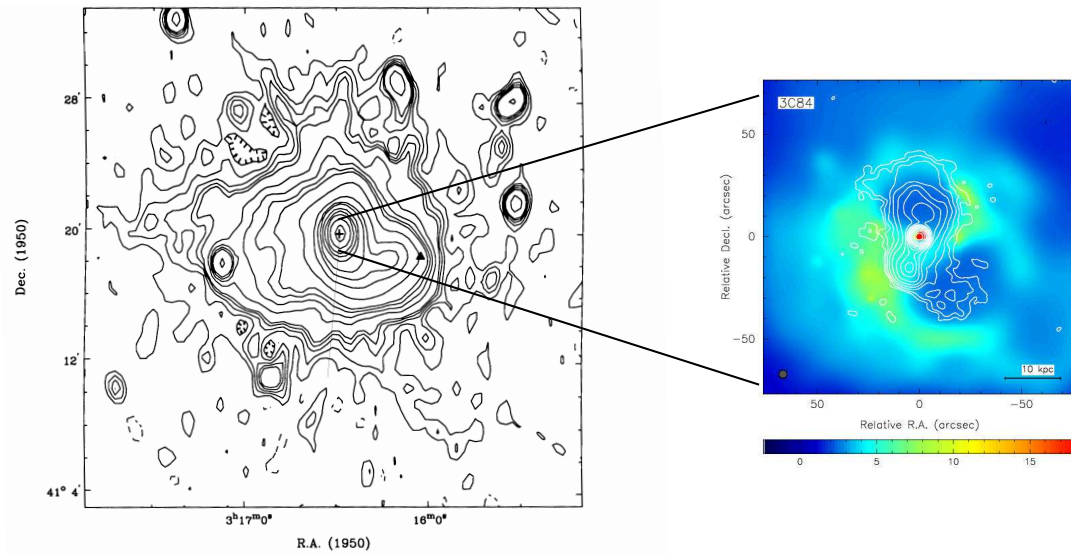 28′
20′
12′
41° 4′
Dec. (1950)
3ʰ17ᵐ0ˢ
16ᵐ0ˢ
R.A. (1950)
3C84
50
0
−50
Relative Decl. (arcsec)
10 kpc
50
0
−50
Relative R.A. (arcsec)
0
5
10
15